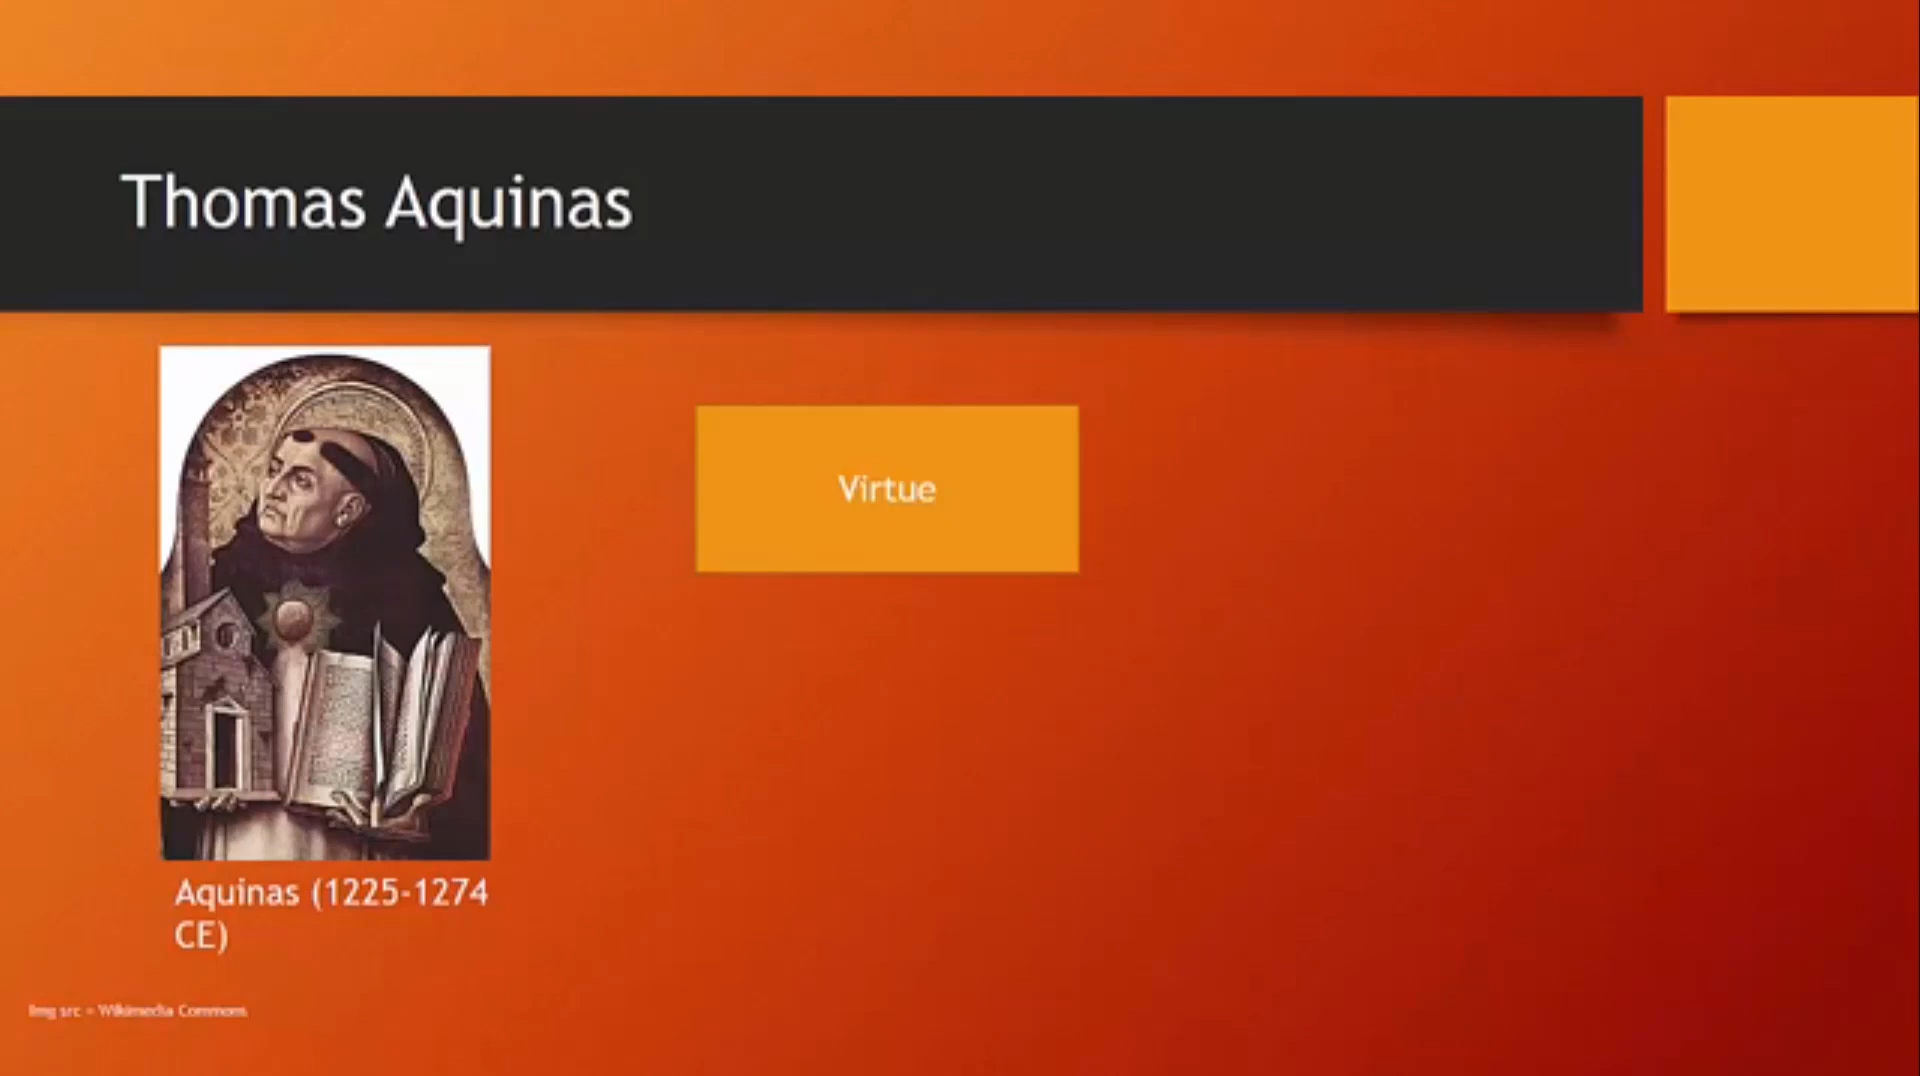 Thomas Aquinas
Virtue
Aquinas (1225-1274
CE)
Img src - Wikimedia Commons